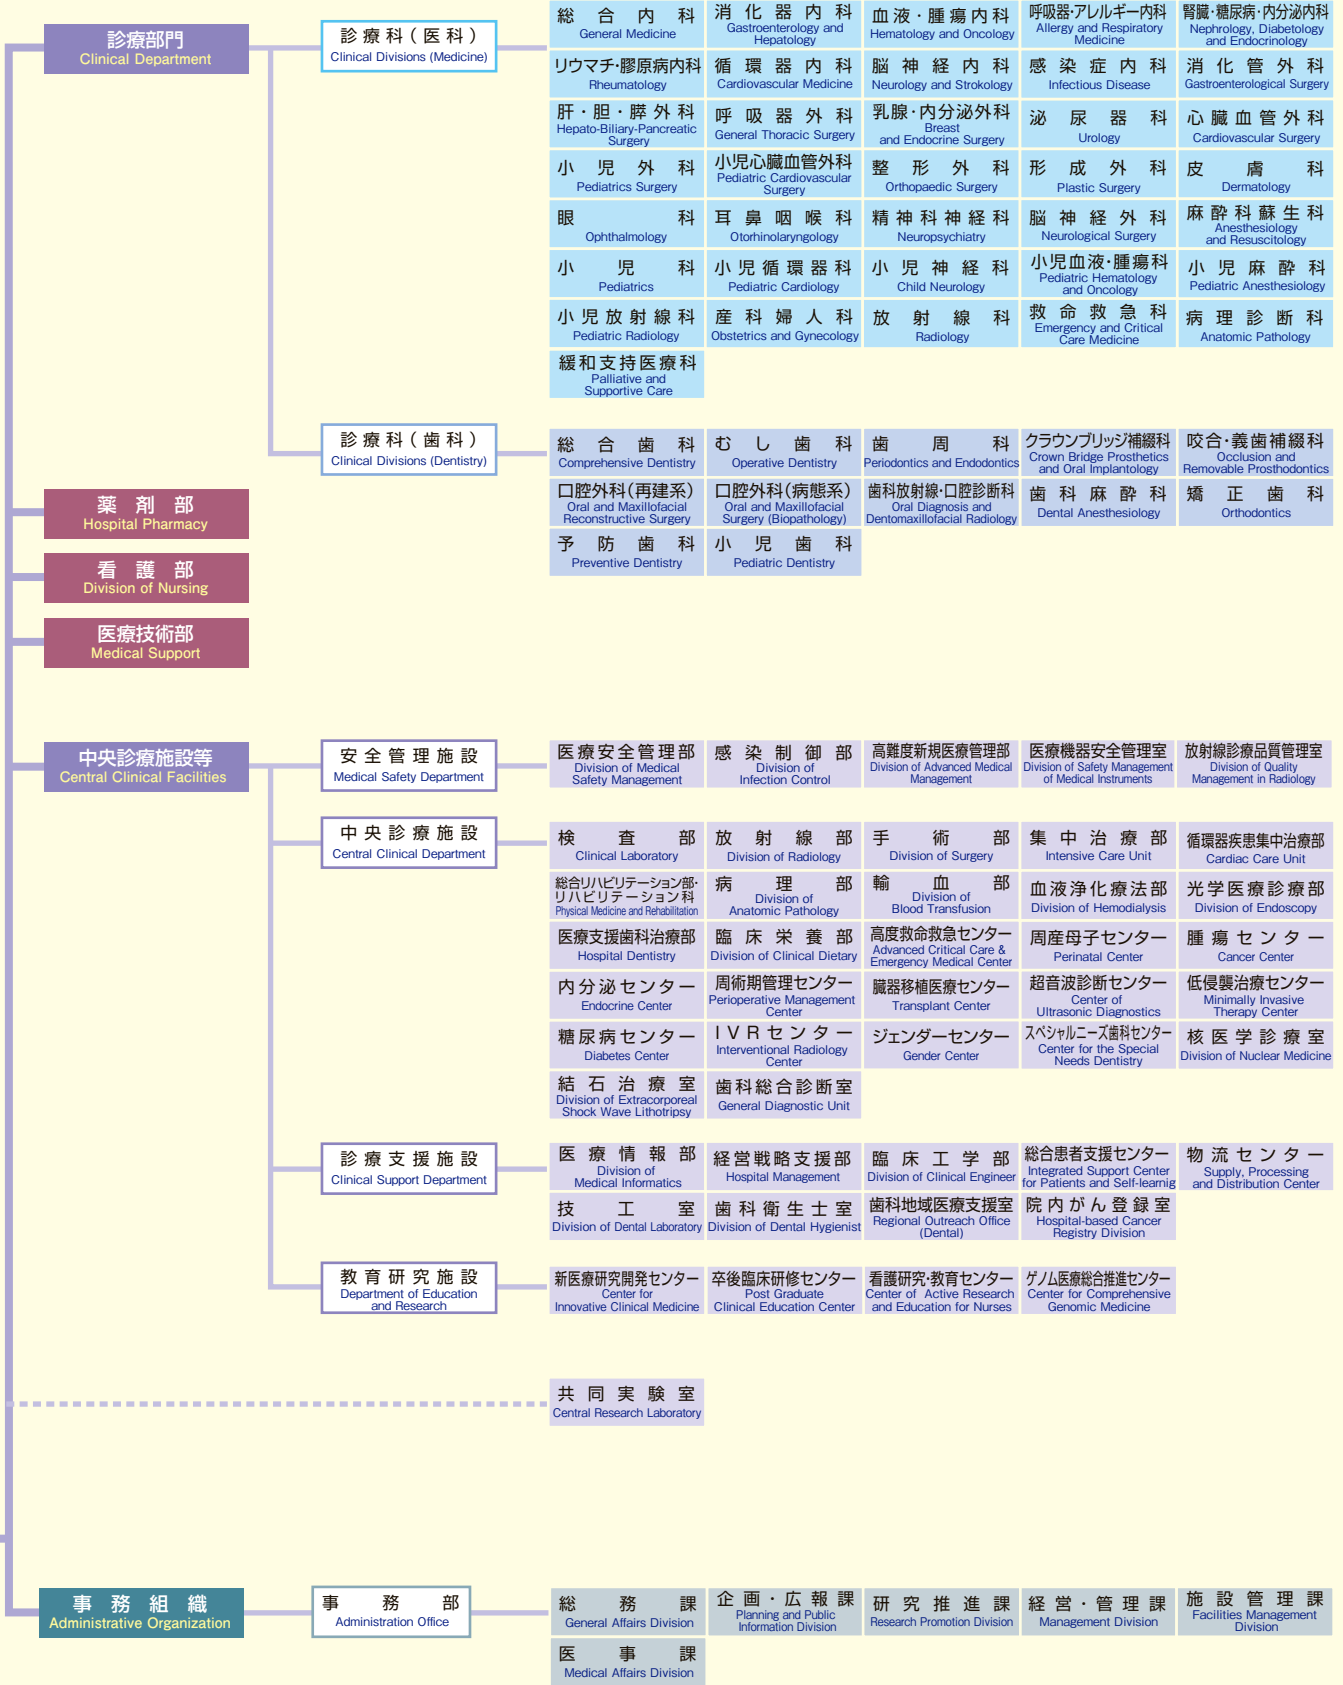 診療部門
Clinical Department
診療科(医科)
Clinical Divisions (Medicine)
総合内科
General Medicine
消化器内科
Gastroenterology and
Hepatology
血液・腫瘍内科
Hematology and Oncology
呼吸器・アレルギー内科
Allergy and Respiratory
Medicine
腎臓・糖尿病・内分泌内科
Nephrology, Diabetology
and Endocrinology
リウマチ・膠原病内科
Rheumatology
循環器内科
Cardiovascular Medicine
脳神経内科
Neurology and Strokology
感染症内科
Infectious Disease
消化管外科
Gastroenterological Surgery
肝・胆・膵外科
Hepato-Biliary-Pancreatic
Surgery
呼吸器外科
General Thoracic Surgery
乳腺・内分泌外科
Breast
and Endocrine Surgery
泌尿器科
Urology
心臓血管外科
Cardiovascular Surgery
小児外科
Pediatrics Surgery
小児心臓血管外科
Pediatric Cardiovascular
Surgery
整形外科
Orthopaedic Surgery
形成外科
Plastic Surgery
皮膚科
Dermatology
眼科
Ophthalmology
耳鼻咽喉科
Otorhinolaryngology
精神科神経科
Neuropsychiatry
脳神経外科
Neurological Surgery
麻酔科蘇生科
Anesthesiology
and Resuscitology
小児科
Pediatrics
小児循環器科
Pediatric Cardiology
小児神経科
Child Neurology
小児血液・腫瘍科
Pediatric Hematology
and Oncology
小児麻酔科
Pediatric Anesthesiology
小児放射線科
Pediatric Radiology
産科婦人科
Obstetrics and Gynecology
放射線科
Radiology
救命救急科
Emergency and Critical
Care Medicine
病理診断科
Anatomic Pathology
緩和支持医療科
Palliative and
Supportive Care
診療科(歯科)
Clinical Divisions (Dentistry)
総合歯科
Comprehensive Dentistry
むし歯科
Operative Dentistry
歯周科
Periodontics and Endodontics
クラウンブリッジ補綴科
Crown Bridge Prosthetics
and Oral Implantology
咬合・義歯補綴科
Occlusion and
Removable Prosthodontics
口腔外科(再建系)
Oral and Maxillofacial
Reconstructive Surgery
口腔外科(病態系)
Oral and Maxillofacial
Surgery (Biopathology)
歯科放射線・口腔診断科
Oral Diagnosis and
Dentomaxillofacial Radiology
歯科麻酔科
Dental Anesthesiology
矯正歯科
Orthodontics
予防歯科
Preventive Dentistry
小児歯科
Pediatric Dentistry
薬剤部
Hospital Pharmacy
看護部
Division of Nursing
医療技術部
Medical Support
中央診療施設等
Central Clinical Facilities
安全管理施設
Medical Safety Department
医療安全管理部
Division of Medical
Safety Management
感染制御部
Division of
Infection Control
高難度新規医療管理部
Division of Advanced Medical
Management
医療機器安全管理室
Division of Safety Management
of Medical Instruments
放射線診療品質管理室
Division of Quality
Management in Radiology
中央診療施設
Central Clinical Department
検査部
Clinical Laboratory
放射線部
Division of Radiology
手術部
Division of Surgery
集中治療部
Intensive Care Unit
循環器疾患集中治療部
Cardiac Care Unit
総合リハビリテーション部・
リハビリテーション科
Physical Medicine and Rehabilitation
病理部
Division of
Anatomic Pathology
輸血部
Division of
Blood Transfusion
血液浄化療法部
Division of Hemodialysis
光学医療診療部
Division of Endoscopy
医療支援歯科治療部
Hospital Dentistry
臨床栄養部
Division of Clinical Dietary
高度救命救急センター
Advanced Critical Care &
Emergency Medical Center
周産母子センター
Perinatal Center
腫瘍センター
Cancer Center
内分泌センター
Endocrine Center
周術期管理センター
Perioperative Management
Center
臓器移植医療センター
Transplant Center
超音波診断センター
Center of
Ultrasonic Diagnostics
低侵襲治療センター
Minimally Invasive
Therapy Center
糖尿病センター
Diabetes Center
IVRセンター
Interventional Radiology
Center
ジェンダーセンター
Gender Center
スペシャルニーズ歯科センター
Center for the Special
Needs Dentistry
核医学診療室
Division of Nuclear Medicine
結石治療室
Division of Extracorporeal
Shock Wave Lithotripsy
歯科総合診断室
General Diagnostic Unit
診療支援施設
Clinical Support Department
医療情報部
Division of
Medical Informatics
経営戦略支援部
Hospital Management
臨床工学部
Division of Clinical Engineer
総合患者支援センター
Integrated Support Center
for Patients and Self-learnig
物流センター
Supply, Processing
and Distribution Center
技工室
Division of Dental Laboratory
歯科衛生士室
Division of Dental Hygienist
歯科地域医療支援室
Regional Outreach Office
(Dental)
院内がん登録室
Hospital-based Cancer
Registry Division
教育研究施設
Department of Education
and Research
新医療研究開発センター
Center for
Innovative Clinical Medicine
卒後臨床研修センター
Post Graduate
Clinical Education Center
看護研究・教育センター
Center of Active Research
and Education for Nurses
ゲノム医療総合推進センター
Center for Comprehensive
Genomic Medicine
共同実験室
Central Research Laboratory
事務組織
Administrative Organization
事務部
Administration Office
総務課
General Affairs Division
企画・広報課
Planning and Public
Information Division
研究推進課
Research Promotion Division
経営・管理課
Management Division
施設管理課
Facilities Management
Division
医事課
Medical Affairs Division